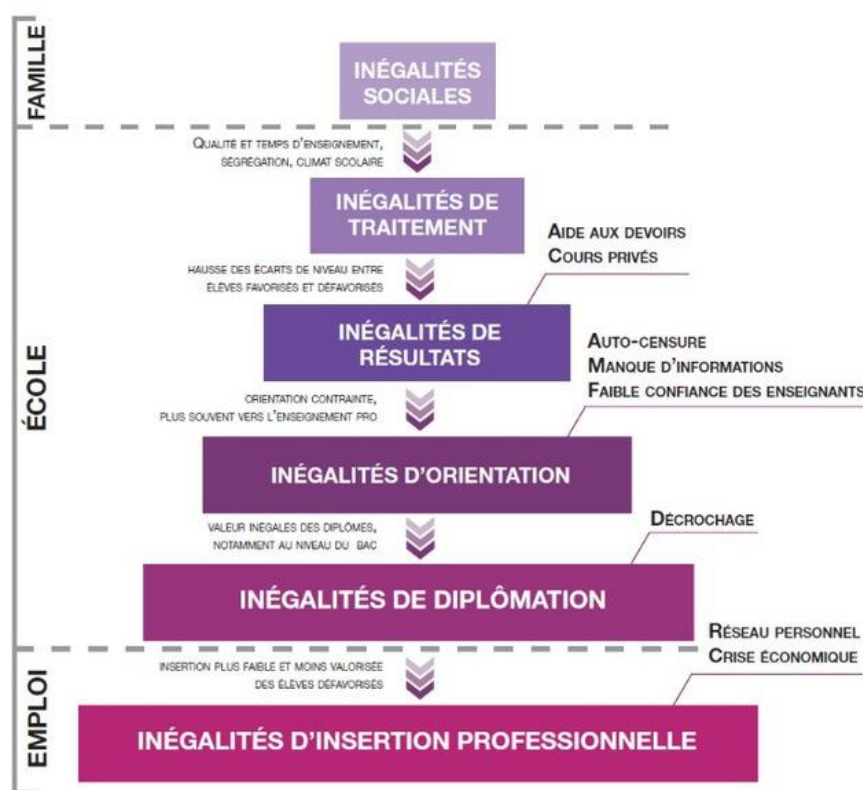 FAMILLE
INÉGALITÉS
SOCIALES
QUALITÉ ET TEMPS D'ENSEIGNEMENT,
SÉGRÉGATION, CLIMAT SCOLAIRE
ÉCOLE
INÉGALITÉS DE
TRAITEMENT
HAUSSE DES ÉCARTS DE NIVEAU ENTRE
ÉLÈVES FAVORISÉS ET DÉFAVORISÉS
AIDE AUX DEVOIRS
COURS PRIVÉS
INÉGALITÉS DE
RÉSULTATS
ORIENTATION CONTRAINTE,
PLUS SOUVENT VERS L'ENSEIGNEMENT PRO
AUTO-CENSURE
MANQUE D'INFORMATIONS
FAIBLE CONFIANCE DES ENSEIGNANTS
INÉGALITÉS D'ORIENTATION
VALEUR INÉGALES DES DIPLÔMES,
NOTAMMENT AU NIVEAU DU BAC
DÉCROCHAGE
INÉGALITÉS DE DIPLÔMATION
EMPLOI
INSERTION PLUS FAIBLE ET MOINS VALORISÉE
DES ÉLÈVES DÉFAVORISÉS
RÉSEAU PERSONNEL
CRISE ÉCONOMIQUE
INÉGALITÉS D'INSERTION PROFESSIONNELLE